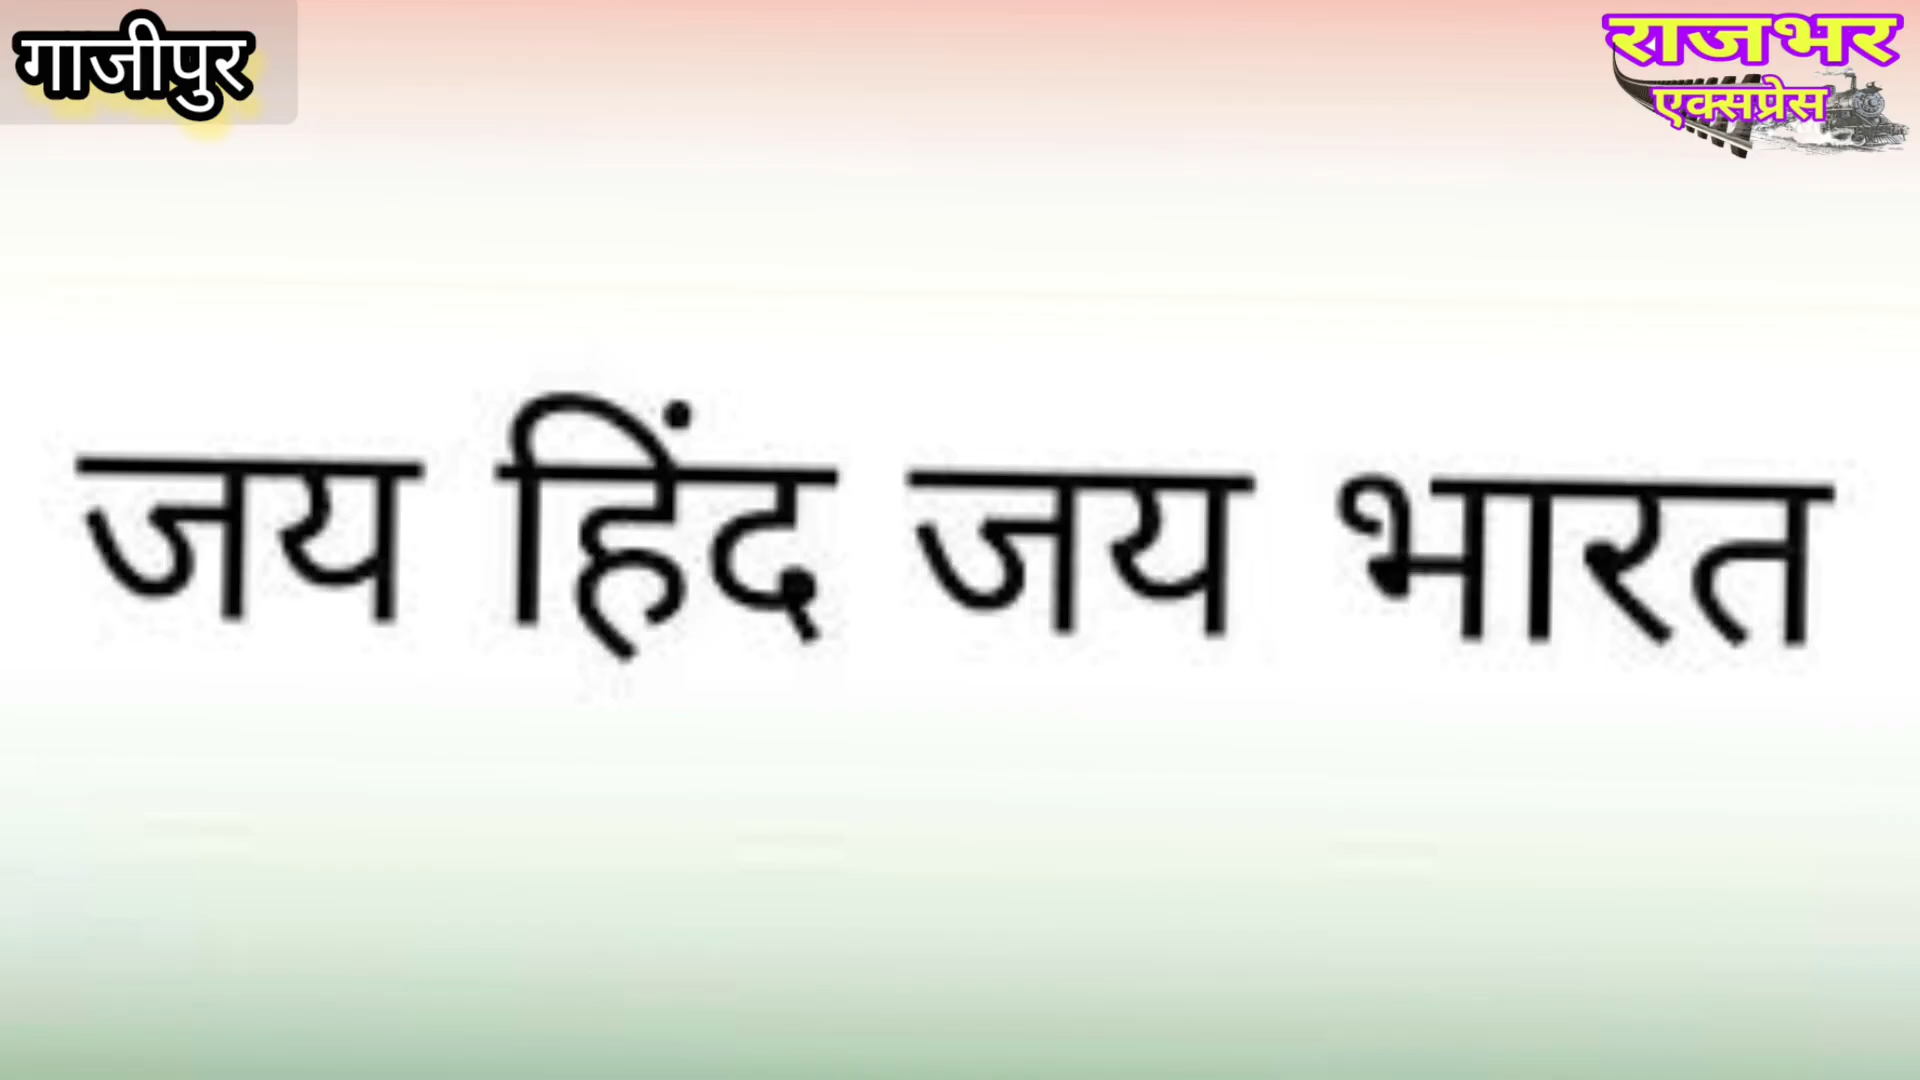 गाजीपुर
राजभर
एक्सप्रेस
जय हिंद जय भारत